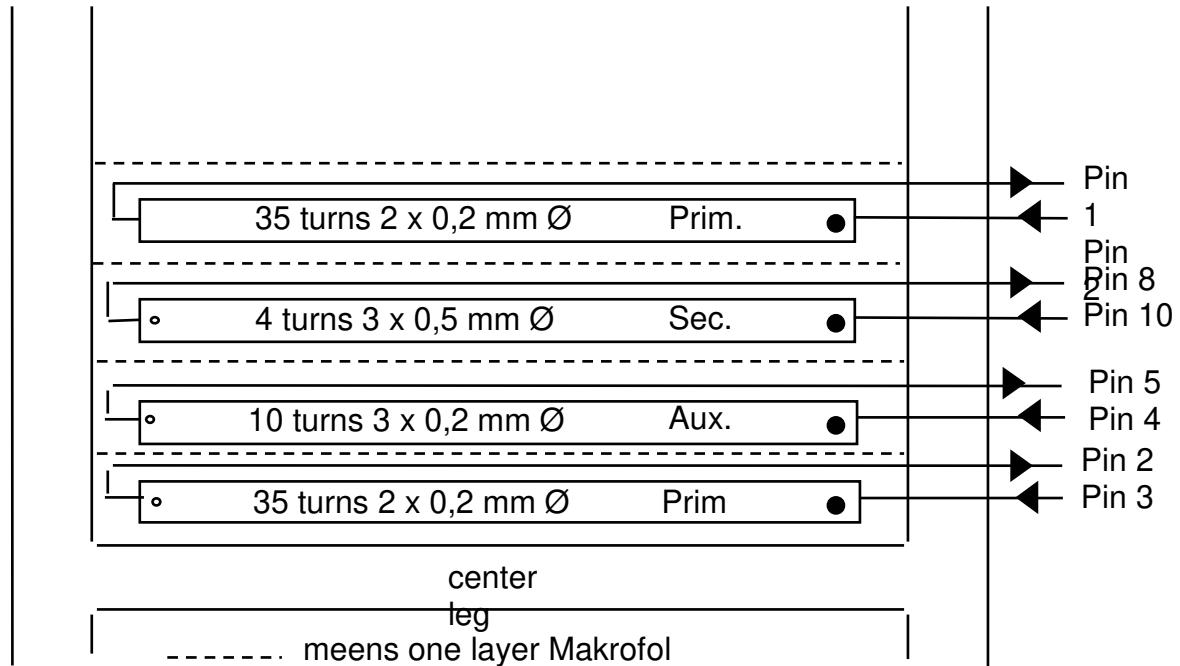 Pin
35 turns 2 x 0,2 mm Ø Prim.
1
Pin
2
Pin 8
4 turns 3 x 0,5 mm Ø Sec.
Pin 10
Pin 5
10 turns 3 x 0,2 mm Ø Aux.
Pin 4
Pin 2
35 turns 2 x 0,2 mm Ø Prim
Pin 3
center
leg
meens one layer Makrofol